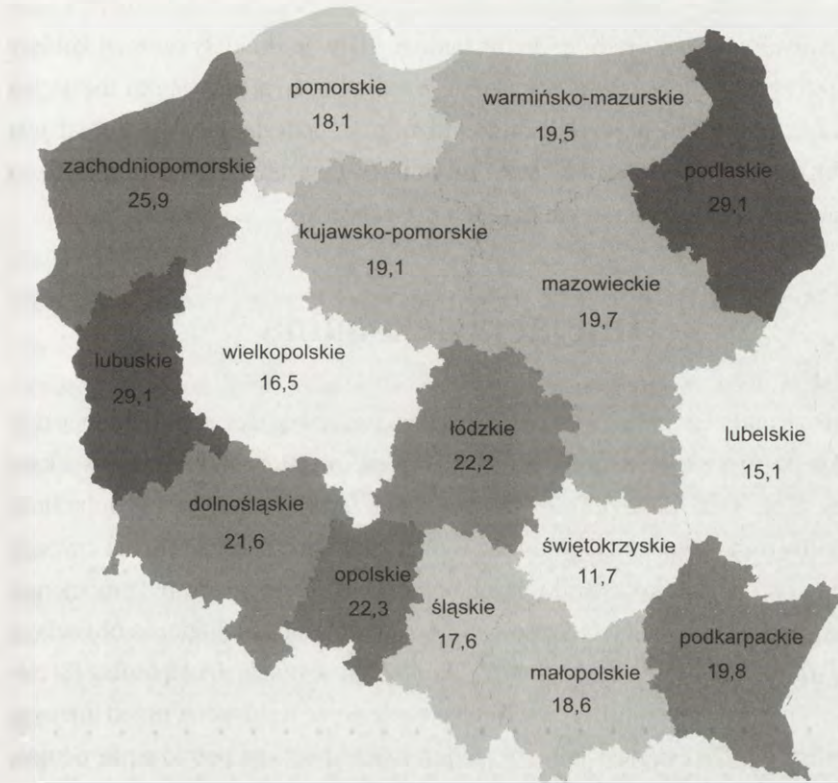 pomorskie
18,1
warmińsko-mazurskie
19,5
zachodniopomorskie
25,9
podlaskie
29,1
kujawsko-pomorskie
19,1
mazowieckie
19,7
lubuskie
29,1
wielkopolskie
16,5
łódzkie
22,2
lubelskie
15,1
dolnośląskie
21,6
świętokrzyskie
11,7
opolskie
22,3
śląskie
17,6
podkarpackie
19,8
małopolskie
18,6